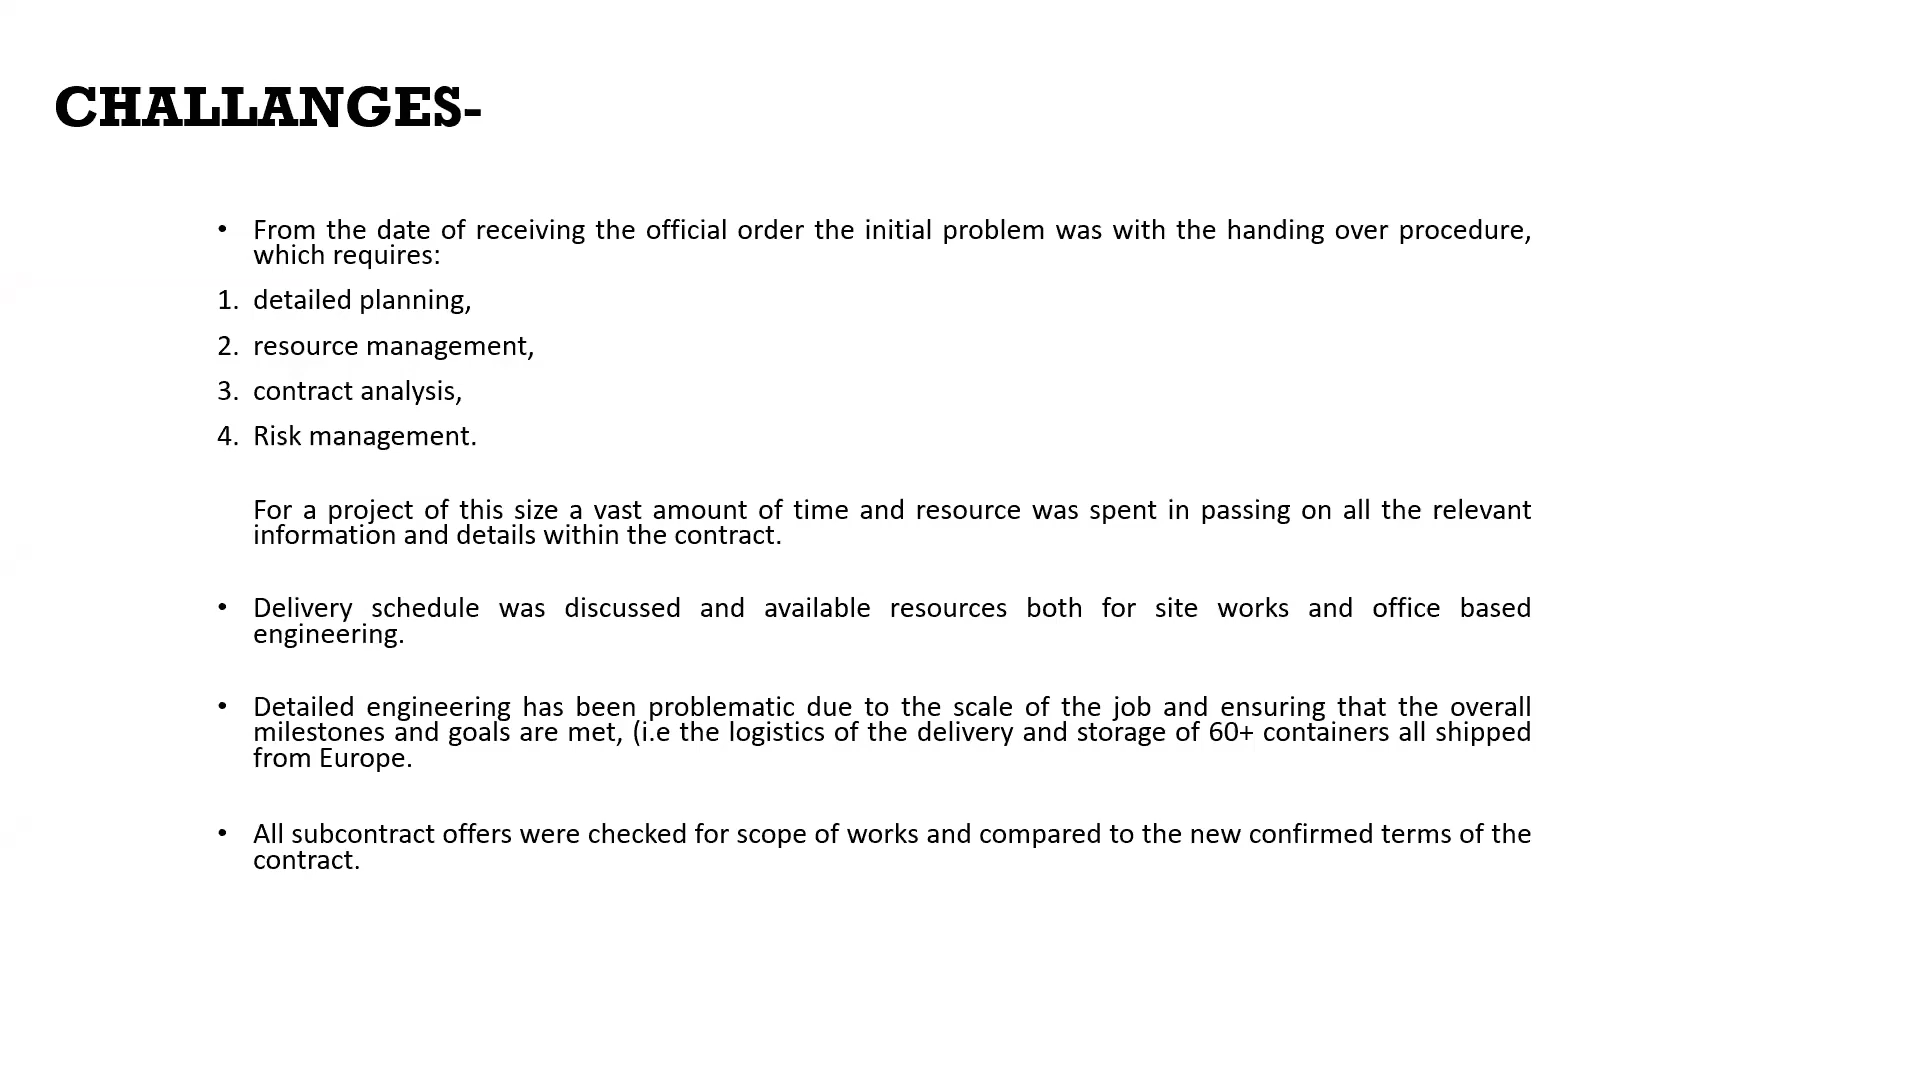 CHALLANGES-
• From the date of receiving the official order the initial problem was with the handing over procedure,
which requires:
1. detailed planning,
2. resource management,
3. contract analysis,
4. Risk management.
For a project of this size a vast amount of time and resource was spent in passing on all the relevant
information and details within the contract.
• Delivery schedule was discussed and available resources both for site works and office based
engineering.
• Detailed engineering has been problematic due to the scale of the job and ensuring that the overall
milestones and goals are met, (i.e the logistics of the delivery and storage of 60+ containers all shipped
from Europe.
• All subcontract offers were checked for scope of works and compared to the new confirmed terms of the
contract.